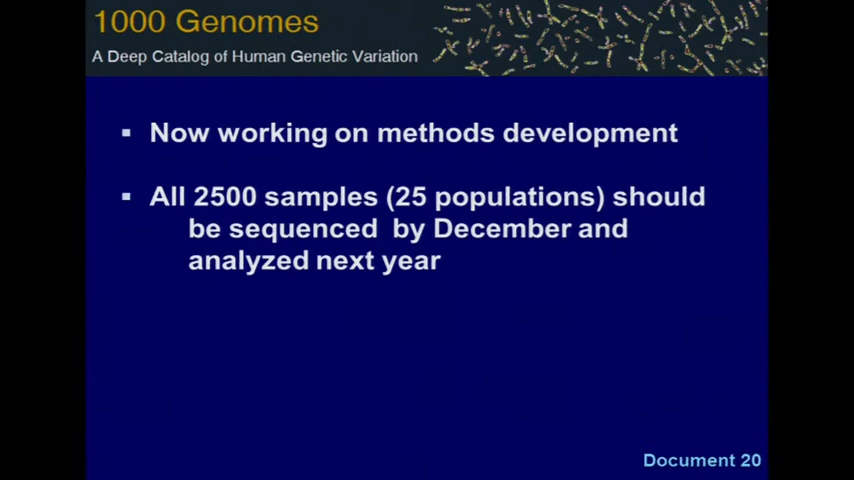 1000 Genomes
A Deep Catalog of Human Genetic Variation
▪ Now working on methods development
▪ All 2500 samples (25 populations) should
be sequenced by December and
analyzed next year
Document 20